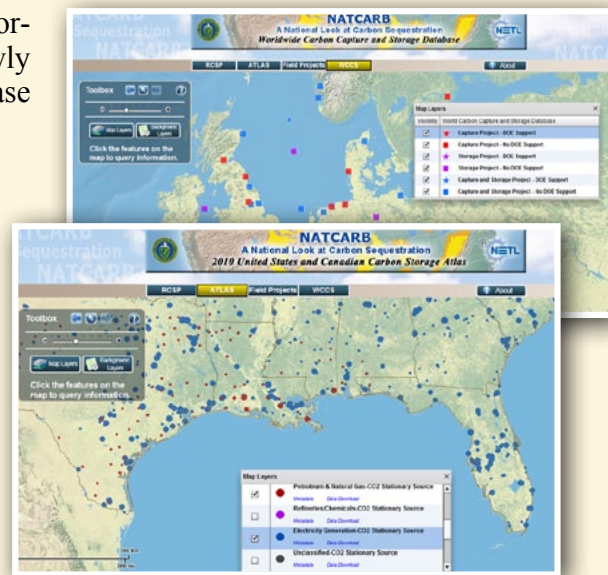 or-
ly
ase
NATCARB
A National Look at Carbon Sequestration
Worldwide Carbon Capture and Storage Database
NETL
RCSP ATLAS Field Projects WCCS About
Toolbox
Map Layers Background Layers
Click the features on the
map to query information.
Map Layers
Visibility World Carbon Capture and Storage Database
Capture Project - DOE Support
Capture Project - No DOE Support
Storage Project - DOE Support
Storage Project - No DOE Support
Capture and Storage Project - DOE Support
Capture and Storage Project - No DOE Support
Sequestration
NATCARB
NATCARB
A National Look at Carbon Sequestration
2010 United States and Canadian Carbon Storage Atlas
NETL
RCSP ATLAS Field Projects WCCS About
Toolbox
Map Layers Background Layers
Click the features on the
map to query information.
Map Layers
Petroleum & Natural Gas-CO2 Stationary Source
Metadata Data Download
Refineries/Chemicals-CO2 Stationary Source
Metadata Data Download
Electricity Generation-CO2 Stationary Source
Metadata Data Download
Unclassified-CO2 Stationary Source
Metadata Data Download